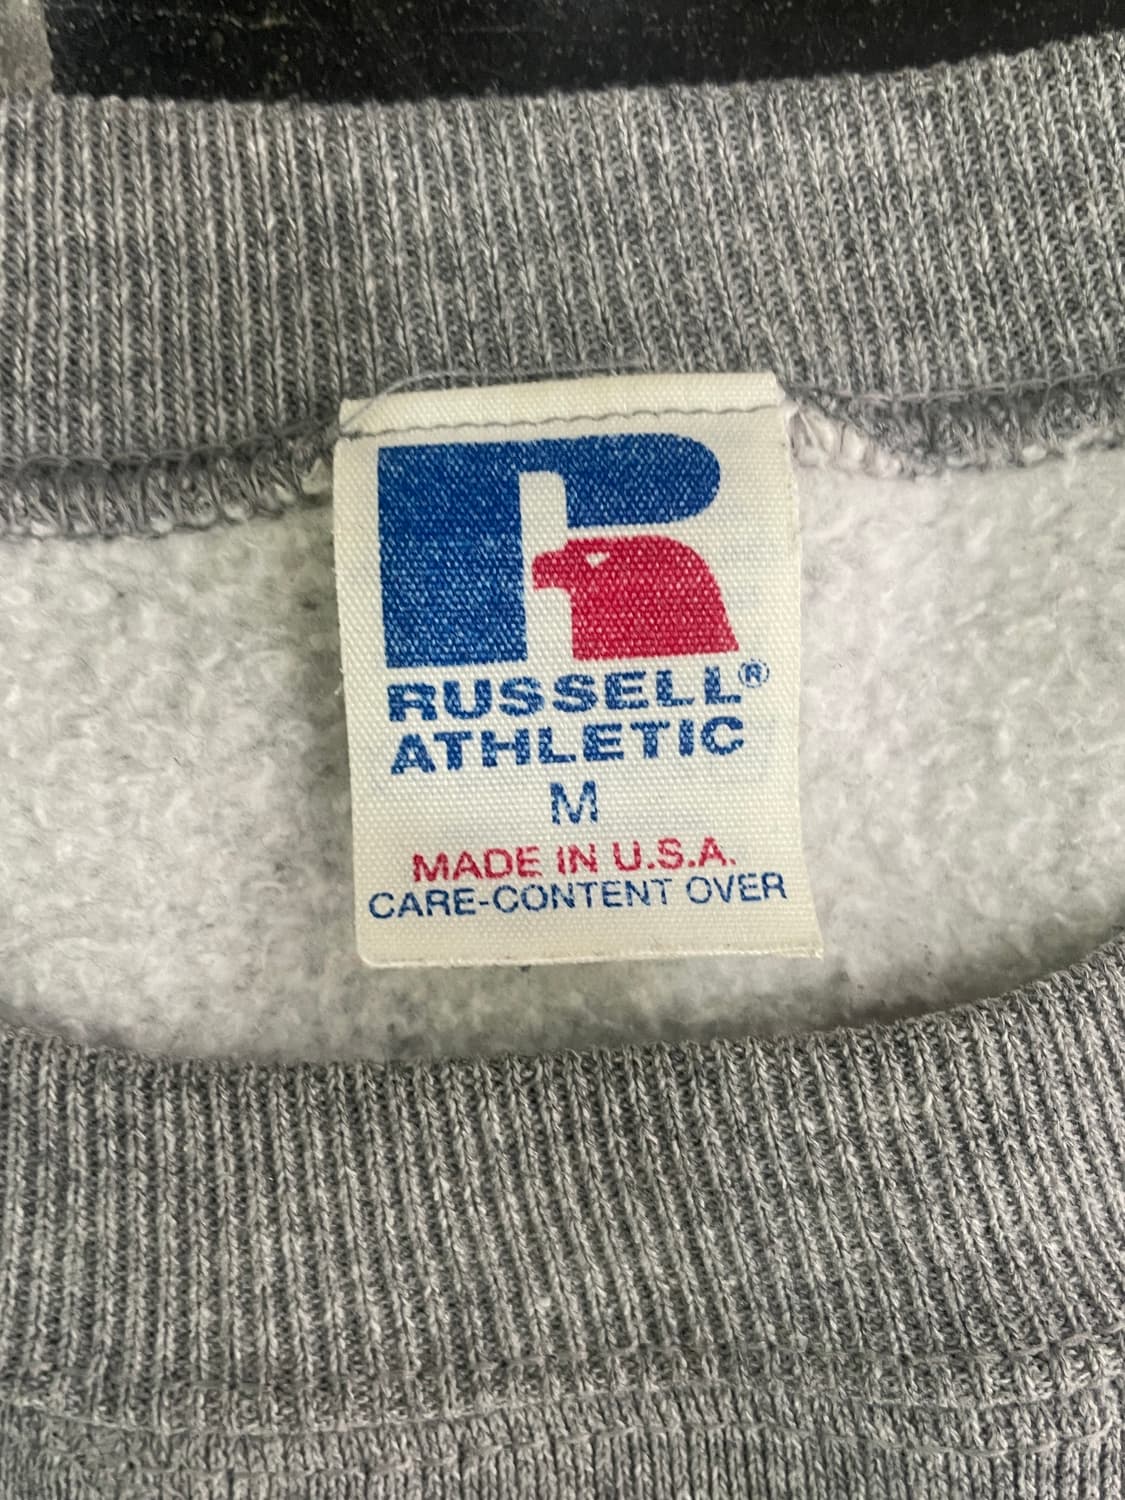 RUSSELL®
ATHLETIC
M
MADE IN U.S.A.
CARE-CONTENT OVER